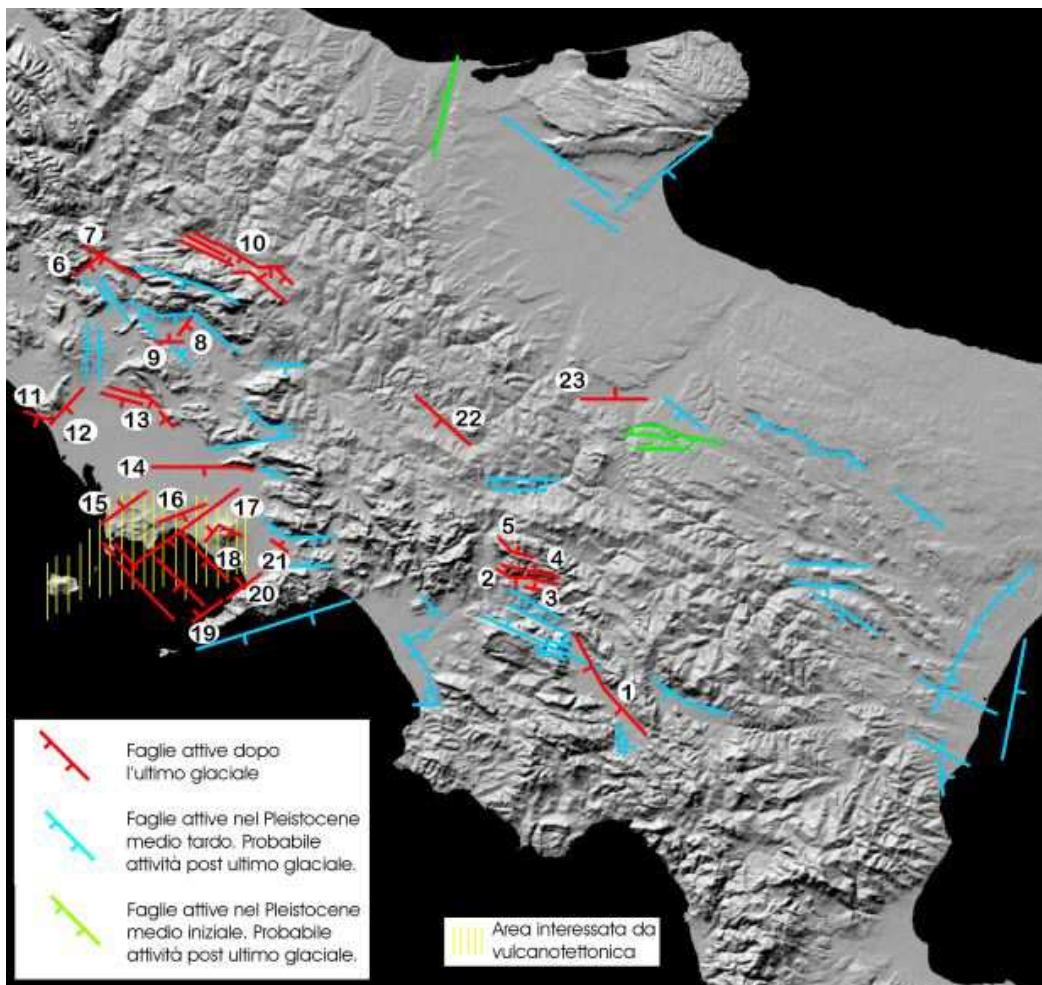 7
10
6
8
9
11
12
13
23
22
14
15
16
17
18
21
5
4
2
3
20
19
1
Faglie attive dopo
l'ultimo glaciale
Faglie attive nel Pleistocene
medio tardo. Probabile
attività post ultimo glaciale.
Faglie attive nel Pleistocene
medio iniziale. Probabile
attività post ultimo glaciale.
Area interessata da
vulcanotettonica